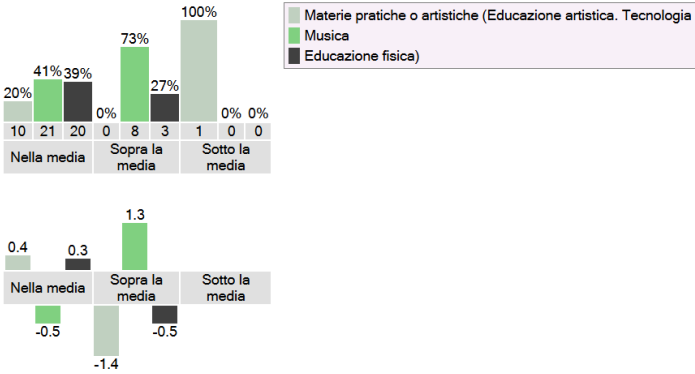 100%
73%
41% 39%
27%
20%
0% 0% 0%
10 21 20 0 8 3 1 0 0
Nella media Sopra la media Sotto la media
Materie pratiche o artistiche (Educazione artistica. Tecnologia
Musica
Educazione fisica)
1.3
0.4 0.3
Nella media Sopra la media Sotto la media
-0.5 -0.5
-1.4